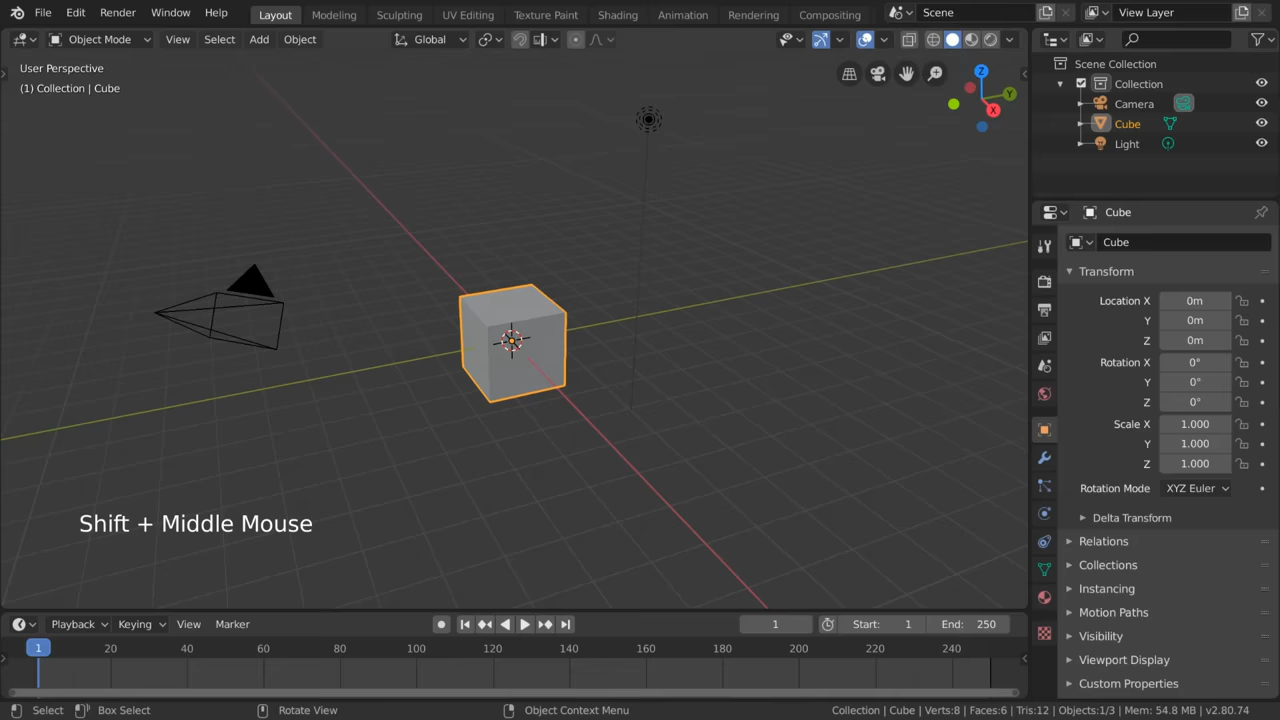 File Edit Render Window Help Layout Modeling Sculpting UV Editing Texture Paint Shading Animation Rendering Compositing Scene View Layer
Object Mode View Select Add Object Global
User Perspective
(1) Collection | Cube
Z
Y
X
Scene Collection
Collection
Camera
Cube
Light
Cube
Cube
Transform
Location X 0m
Y 0m
Z 0m
Rotation X 0°
Y 0°
Z 0°
Scale X 1.000
Y 1.000
Z 1.000
Rotation Mode XYZ Euler
Delta Transform
Relations
Collections
Instancing
Motion Paths
Visibility
Viewport Display
Custom Properties
Shift + Middle Mouse
Playback Keying View Marker 1 Start: 1 End: 250
1 20 40 60 80 100 120 140 160 180 200 220 240
Select Box Select Rotate View Object Context Menu Collection | Cube | Verts:8 | Faces:6 | Tris:12 | Objects:1/3 | Mem: 54.8 MB | v2.80.74